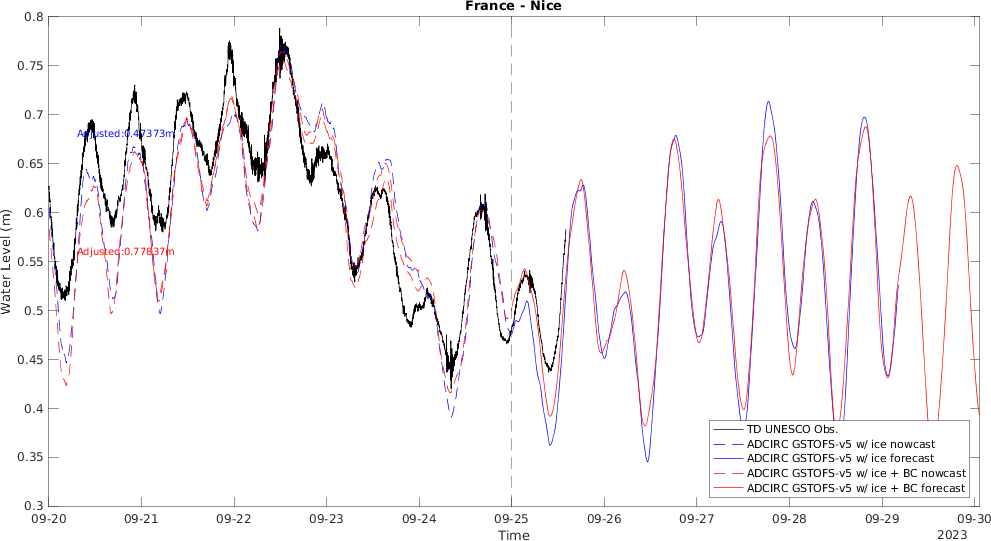 France - Nice
0.8
0.75
0.7
0.65
0.6
0.55
0.5
0.45
0.4
0.35
0.3
Water Level (m)
Adjusted:0.47373m
Adjusted:0.77837m
TD UNESCO Obs.
ADCIRC GSTOFS-v5 w/ ice nowcast
ADCIRC GSTOFS-v5 w/ ice forecast
ADCIRC GSTOFS-v5 w/ ice + BC nowcast
ADCIRC GSTOFS-v5 w/ ice + BC forecast
09-20 09-21 09-22 09-23 09-24 09-25 09-26 09-27 09-28 09-29 09-30
Time
2023